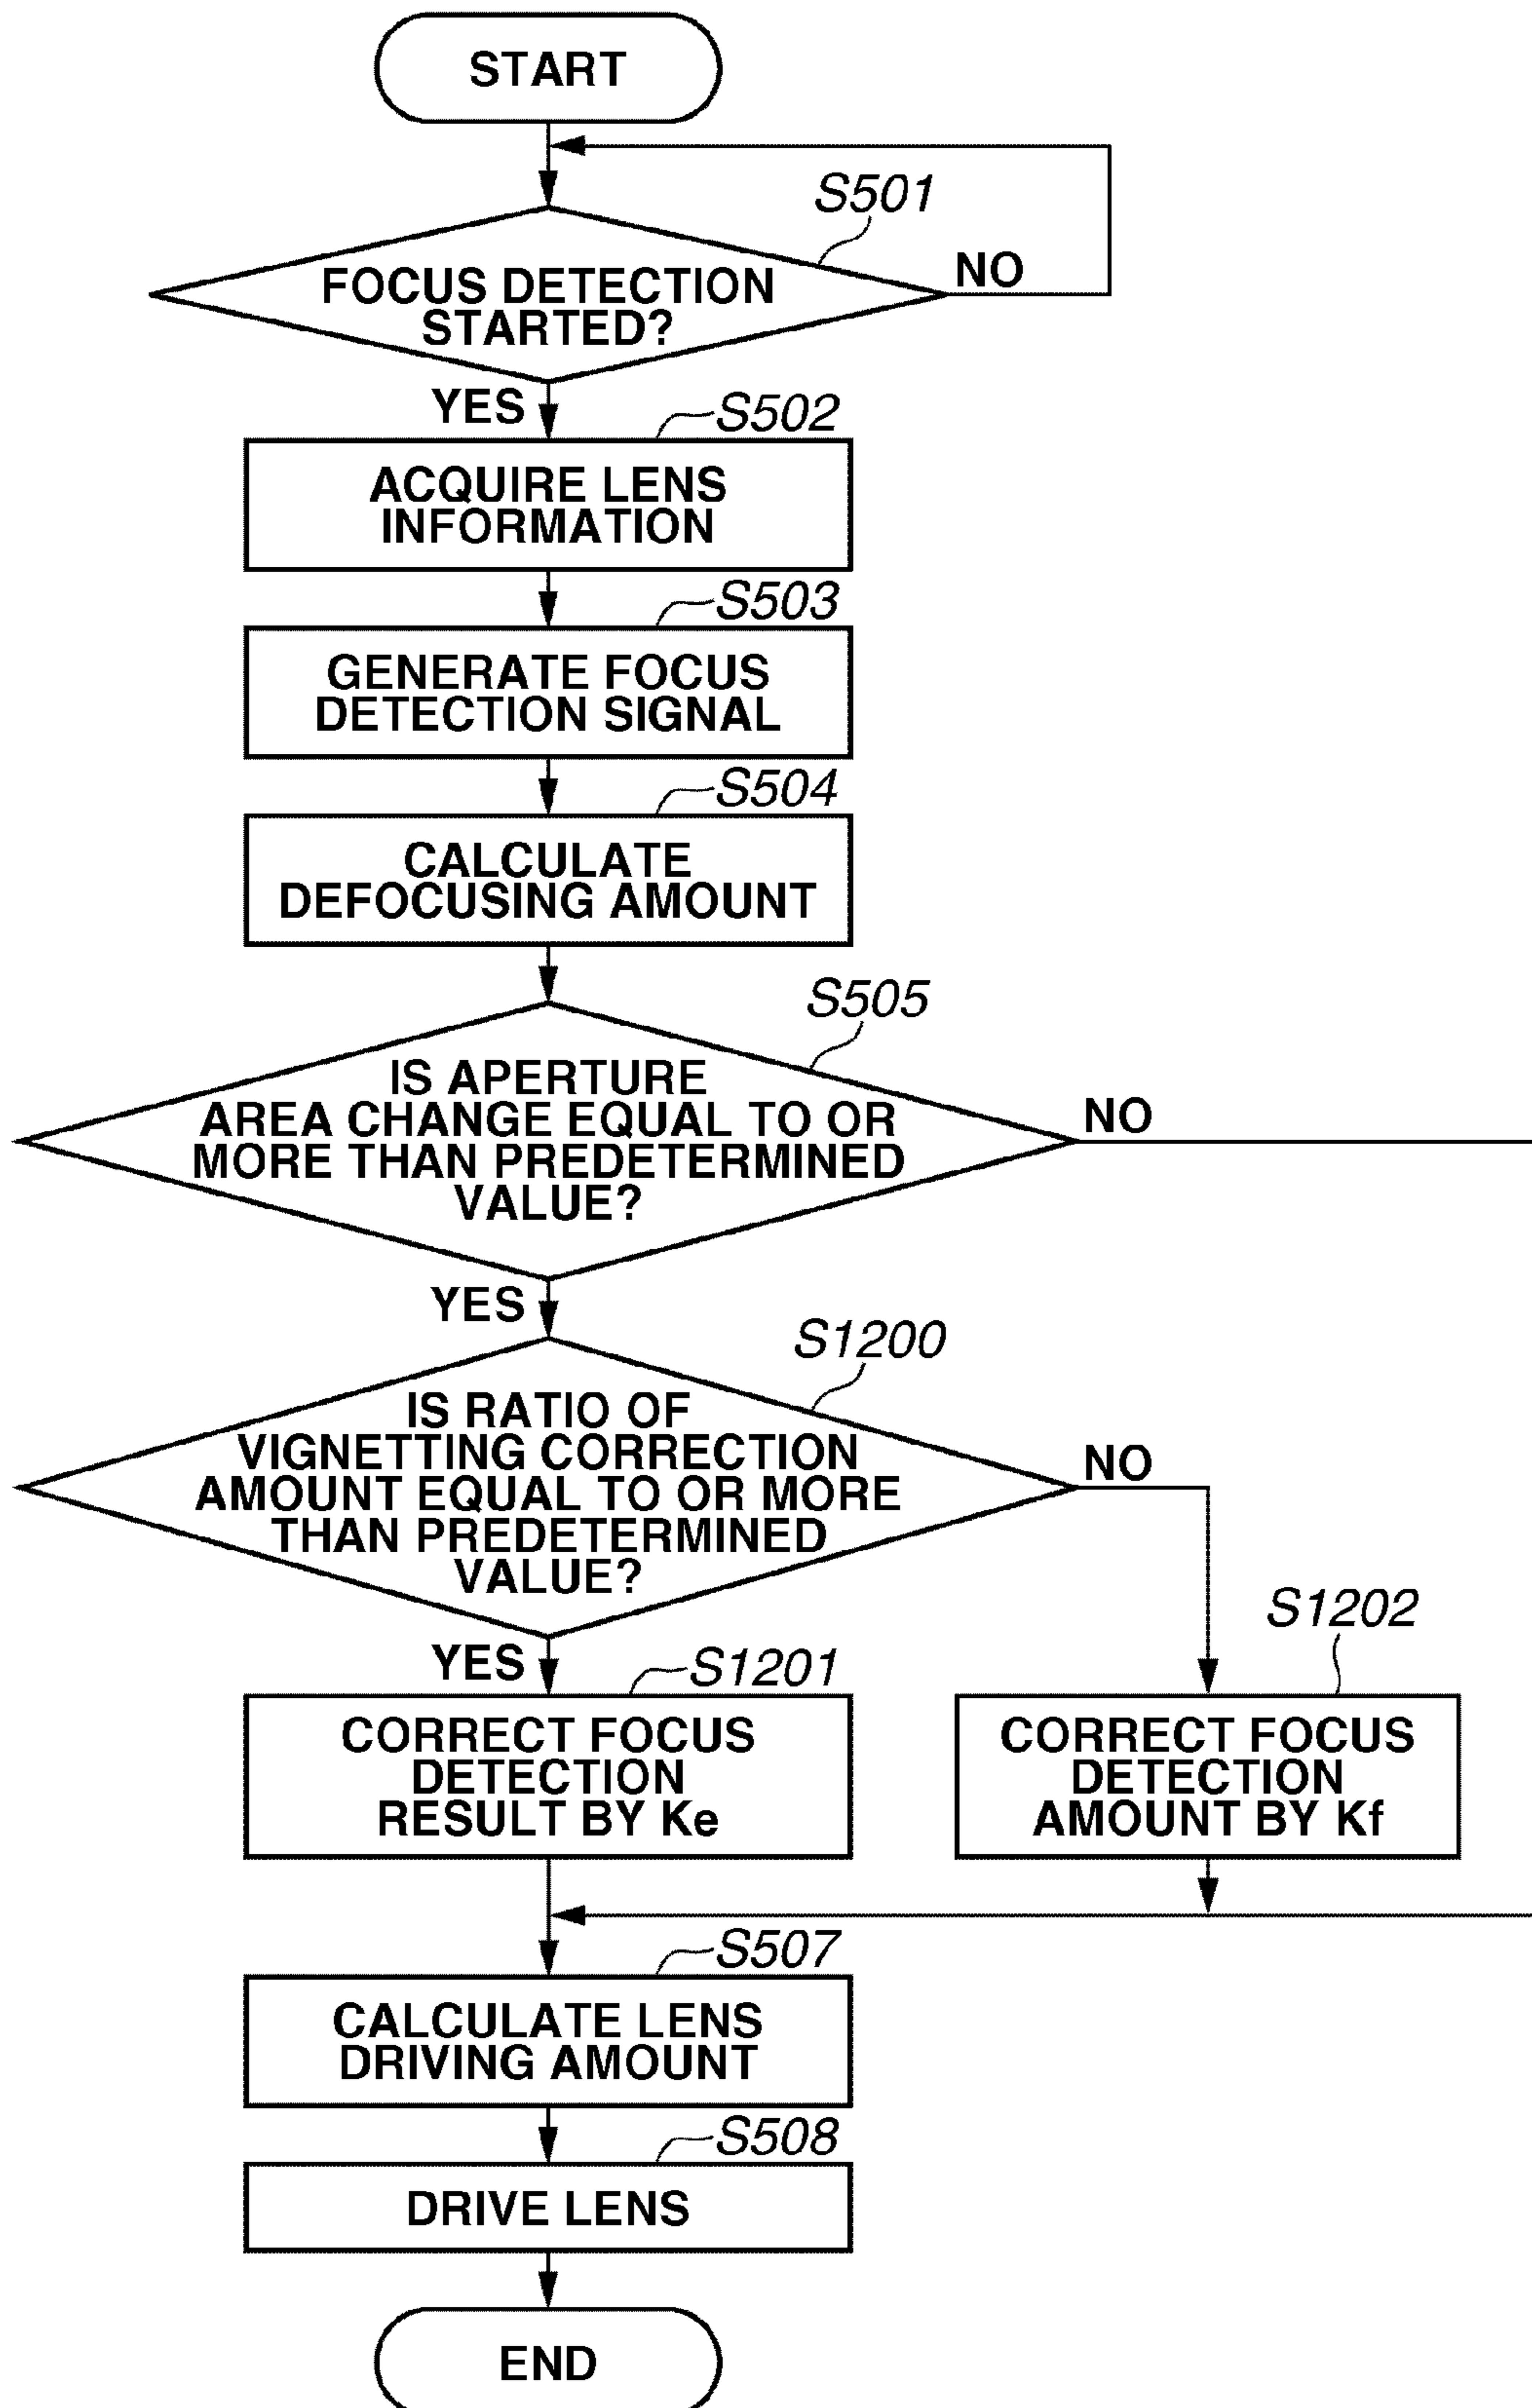 START
S501
FOCUS DETECTION
STARTED?
NO
YES
S502
ACQUIRE LENS
INFORMATION
S503
GENERATE FOCUS
DETECTION SIGNAL
S504
CALCULATE
DEFOCUSING AMOUNT
S505
IS APERTURE
AREA CHANGE EQUAL TO OR
MORE THAN PREDETERMINED
VALUE?
NO
YES
S1200
IS RATIO OF
VIGNETTING CORRECTION
AMOUNT EQUAL TO OR MORE
THAN PREDETERMINED
VALUE?
NO
YES
S1201
CORRECT FOCUS
DETECTION
RESULT BY Ke
S1202
CORRECT FOCUS
DETECTION
AMOUNT BY Kf
S507
CALCULATE LENS
DRIVING AMOUNT
S508
DRIVE LENS
END